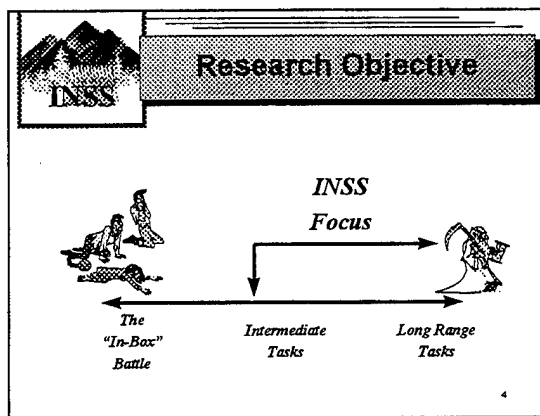 INSS
Research Objective
INSS
Focus
The
"In-Box"
Battle
Intermediate
Tasks
Long Range
Tasks
4